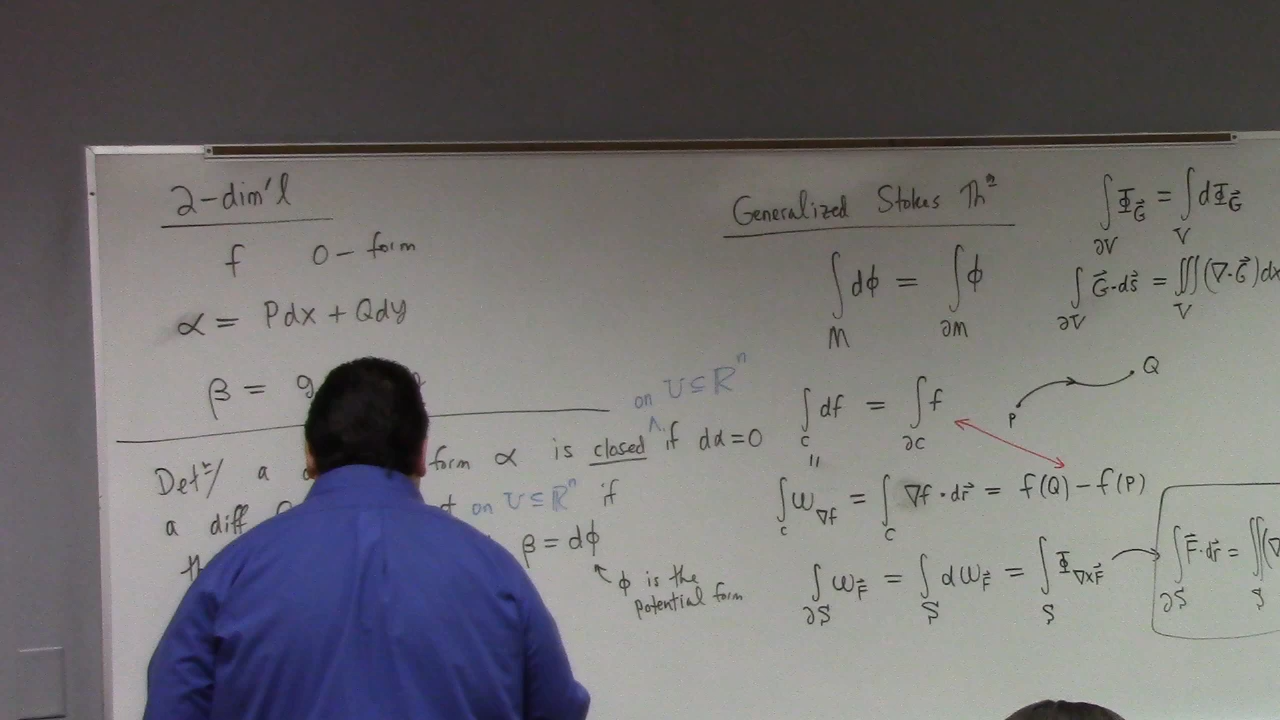 2-dim'l
f 0-form
α = Pdx + Qdy
β = g
on U ⊆ ℝⁿ
Defⁿ/ a form α is closed ^ if dα=0
a diff on U ⊆ ℝⁿ if
β = dϕ
ϕ is the
potential form
Generalized Stokes Thᵐ
∫_M dϕ = ∫_∂M ϕ
∫_C df = ∫_∂C f
P Q
"
∫_C ω_∇f = ∫_C ∇f · dr⃗ = f(Q) − f(P)
∫_∂S ω_F⃗ = ∫_S dω_F⃗ = ∫_S Φ_∇×F⃗
∫_∂S F⃗·dr⃗ = ∬_S (∇
∫_∂V Φ_G⃗ = ∫_V dΦ_G⃗
∫_∂V G⃗·ds⃗ = ∭_V (∇·G⃗)dx